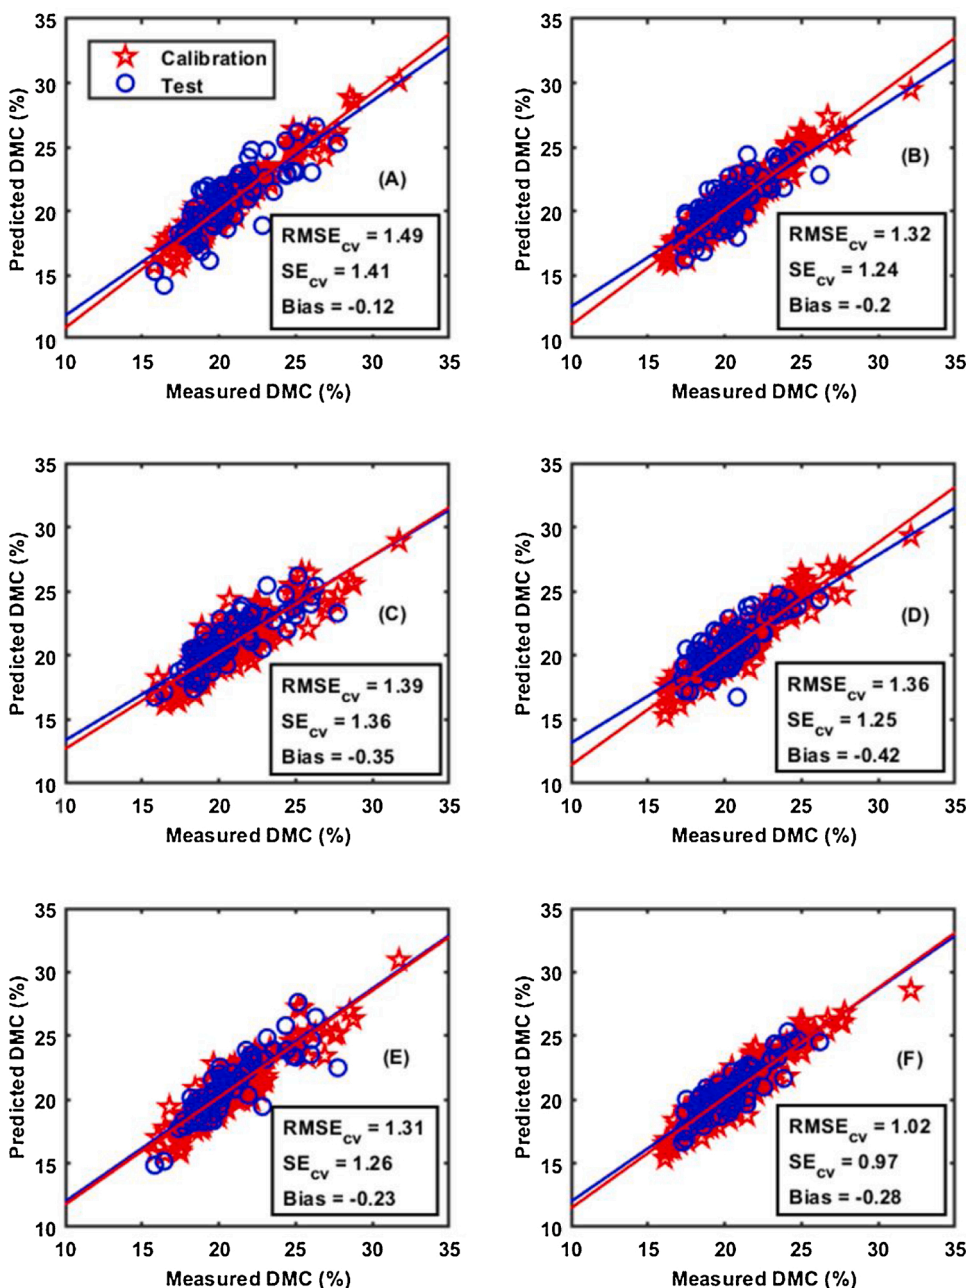 35
30
25
20
15
10
Predicted DMC (%)
Calibration
Test
(A)
RMSEcv = 1.49
SEcv = 1.41
Bias = -0.12
10 15 20 25 30 35
Measured DMC (%)
35
30
25
20
15
10
Predicted DMC (%)
(B)
RMSEcv = 1.32
SEcv = 1.24
Bias = -0.2
10 15 20 25 30 35
Measured DMC (%)
35
30
25
20
15
10
Predicted DMC (%)
(C)
RMSEcv = 1.39
SEcv = 1.36
Bias = -0.35
10 15 20 25 30 35
Measured DMC (%)
35
30
25
20
15
10
Predicted DMC (%)
(D)
RMSEcv = 1.36
SEcv = 1.25
Bias = -0.42
10 15 20 25 30 35
Measured DMC (%)
35
30
25
20
15
10
Predicted DMC (%)
(E)
RMSEcv = 1.31
SEcv = 1.26
Bias = -0.23
10 15 20 25 30 35
Measured DMC (%)
35
30
25
20
15
10
Predicted DMC (%)
(F)
RMSEcv = 1.02
SEcv = 0.97
Bias = -0.28
10 15 20 25 30 35
Measured DMC (%)